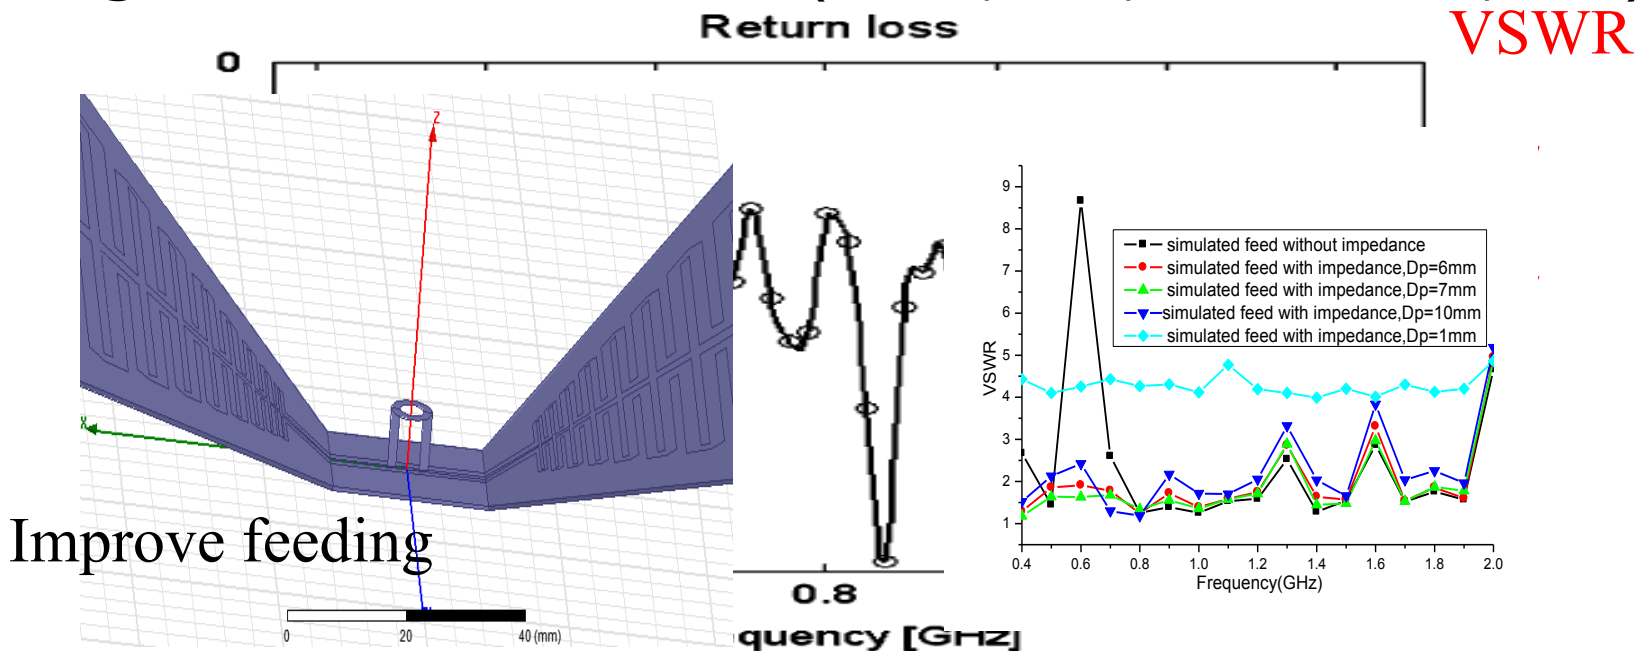 Return loss
VSWR
0
Z
X
0
20
40 (mm)
Improve feeding
0.8
quency [GHz]
9
8
7
6
5
4
3
2
1
VSWR
simulated feed without impedance
simulated feed with impedance,Dp=6mm
simulated feed with impedance,Dp=7mm
simulated feed with impedance,Dp=10mm
simulated feed with impedance,Dp=1mm
0.4 0.6 0.8 1.0 1.2 1.4 1.6 1.8 2.0
Frequency(GHz)